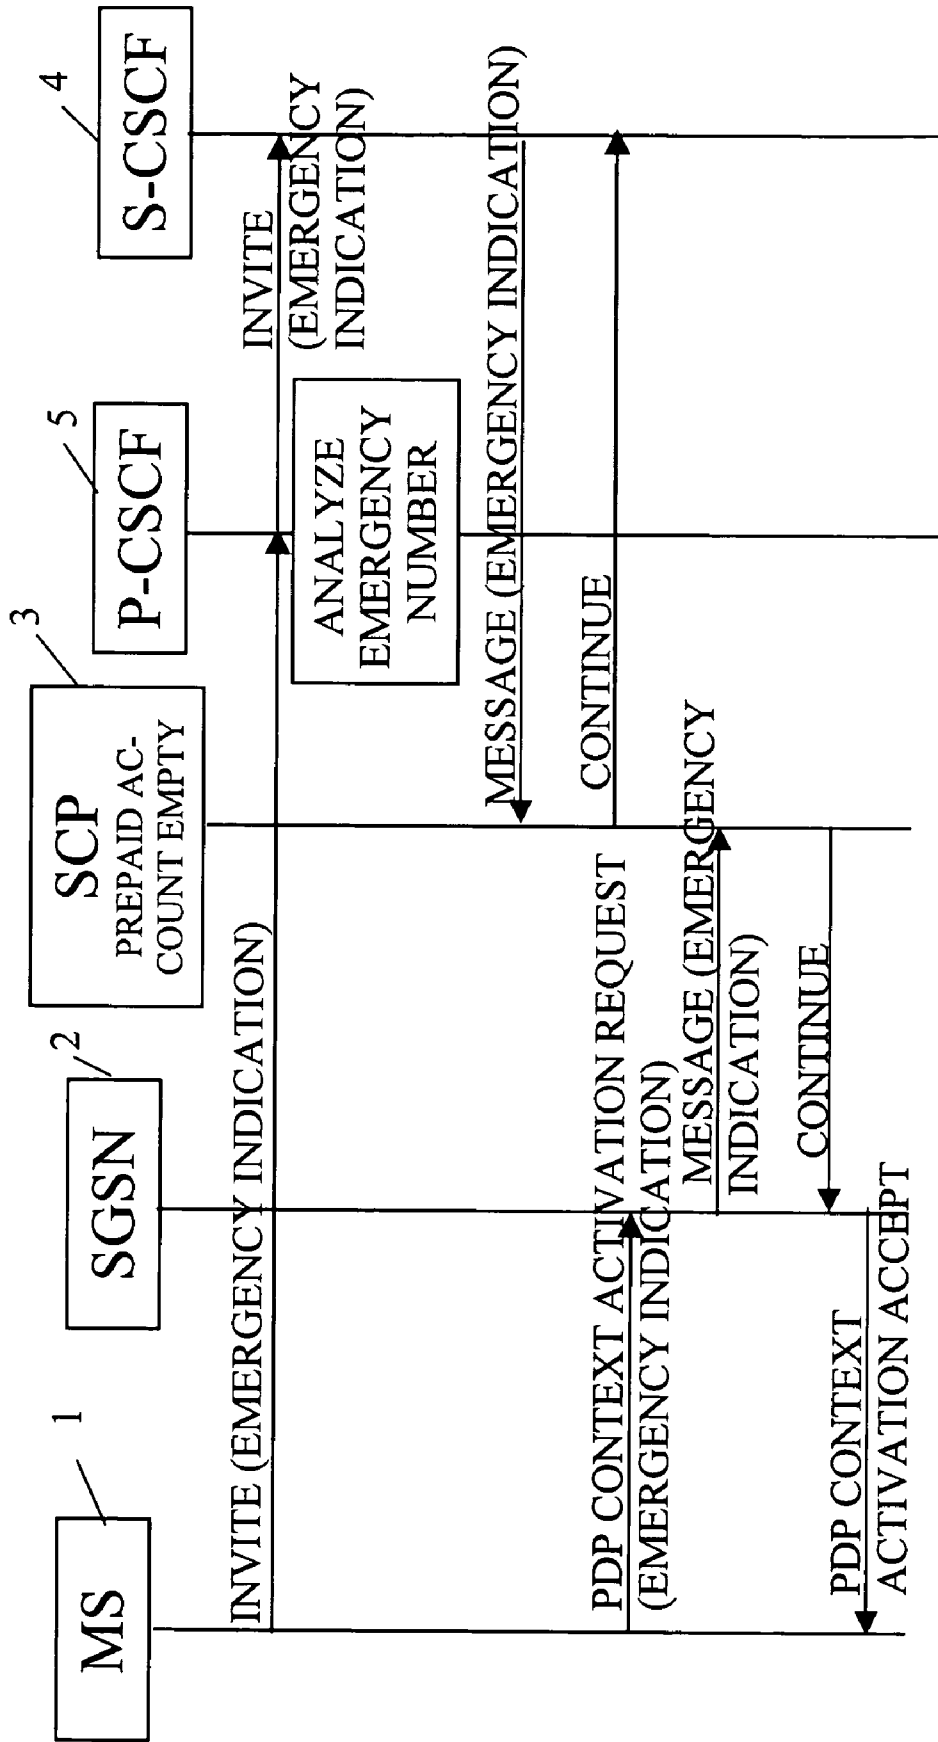 MS
1
SGSN
2
SCP
PREPAID AC-
COUNT EMPTY
3
P-CSCF
5
S-CSCF
4
INVITE (EMERGENCY INDICATION)
INVITE
(EMERGENCY
INDICATION)
ANALYZE
EMERGENCY
NUMBER
MESSAGE (EMERGENCY INDICATION)
CONTINUE
PDP CONTEXT ACTIVATION REQUEST
(EMERGENCY INDICATION)
MESSAGE (EMERGENCY
INDICATION)
CONTINUE
PDP CONTEXT
ACTIVATION ACCEPT